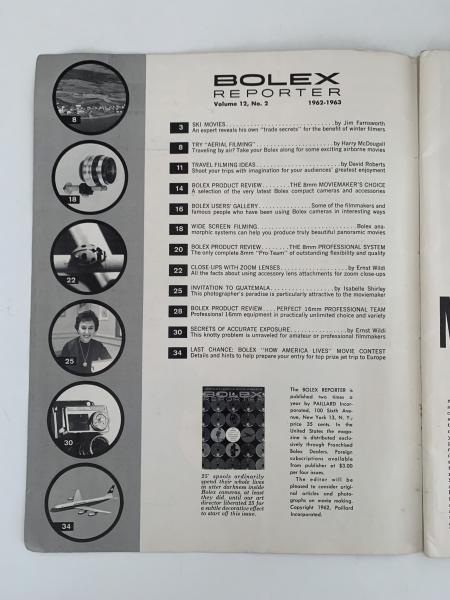 BOLEX
REPORTER
Volume 12, No. 2 1962-1963
3 SKI MOVIES.......................................by Jim Farnsworth
An expert reveals his own "trade secrets" for the benefit of winter filmers
8 TRY "AERIAL FILMING"...........................by Harry McDougall
Traveling by air? Take your Bolex along for some exciting airborne movies
11 TRAVEL FILMING IDEAS..............................by David Roberts
Shoot your trips with imagination for your audiences' greatest enjoyment
14 BOLEX PRODUCT REVIEW........THE 8mm MOVIEMAKER'S CHOICE
A selection of the very latest Bolex compact cameras and accessories
16 BOLEX USERS' GALLERY...............Some of the filmmakers and
famous people who have been using Bolex cameras in interesting ways
18 WIDE SCREEN FILMING.................................Bolex ana-
morphic systems can help you produce truly beautiful panoramic movies
20 BOLEX PRODUCT REVIEW........THE 8mm PROFESSIONAL SYSTEM
The only complete 8mm "Pro-Team" of outstanding flexibility and quality
22 CLOSE-UPS WITH ZOOM LENSES.......................by Ernst Wildi
All the facts about using accessory lens attachments for zoom close-ups
25 INVITATION TO GUATEMALA.........................by Isabelle Shirley
This photographer's paradise is particularly attractive to the moviemaker
28 BOLEX PRODUCT REVIEW....PERFECT 16mm PROFESSIONAL TEAM
Professional 16mm equipment in practically unlimited choice and variety
30 SECRETS OF ACCURATE EXPOSURE....................by Ernst Wildi
This knotty problem is unraveled for amateur or professional filmmakers
34 LAST CHANCE: BOLEX "HOW AMERICA LIVES" MOVIE CONTEST
Details and hints to help prepare your entry for top prize jet trip to Europe
8
18
22
25
30
34
BOLEX
REPORTER
25' spools ordinarily
spend their whole lives
in utter darkness inside
Bolex cameras, at least
they did, until our art
director liberated 25 for
a subtle decorative effect
to start off this issue.
The BOLEX REPORTER is
published two times a
year by PAILLARD Incor-
porated, 100 Sixth Ave-
nue, New York 13, N. Y.;
price 35 cents. In the
United States the maga-
zine is distributed exclu-
sively through Franchised
Bolex Dealers. Foreign
subscriptions available
from publisher at $3.00
per four issues.
The editor will be
pleased to consider origi-
nal articles and photo-
graphs on movie making.
Copyright 1962, Paillard
Incorporated.